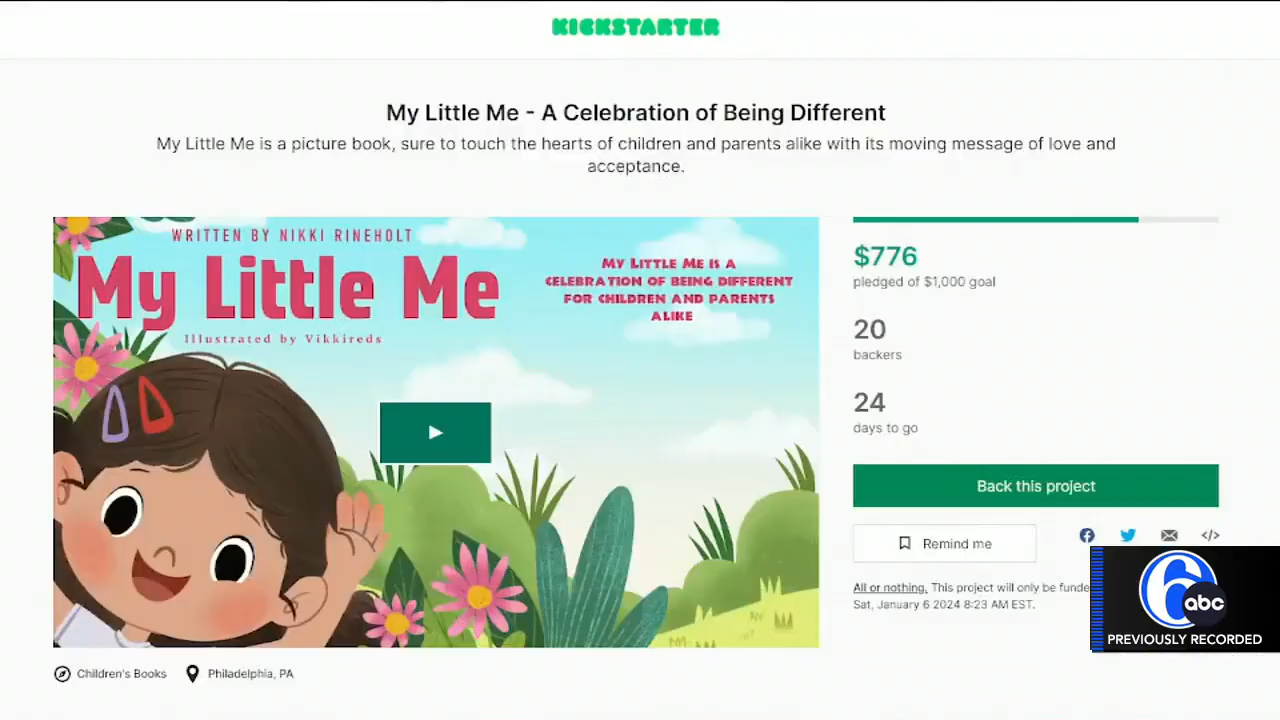 KICKSTARTER
My Little Me - A Celebration of Being Different
My Little Me is a picture book, sure to touch the hearts of children and parents alike with its moving message of love and
acceptance.
WRITTEN BY NIKKI RINEHOLT
My Little Me
Illustrated by Vikkireds
MY LITTLE ME IS A
CELEBRATION OF BEING DIFFERENT
FOR CHILDREN AND PARENTS
ALIKE
$776
pledged of $1,000 goal
20
backers
24
days to go
Back this project
Remind me
All or nothing. This project will only be funde
Sat, January 6 2024 8:23 AM EST.
6 abc
PREVIOUSLY RECORDED
Children's Books
Philadelphia, PA